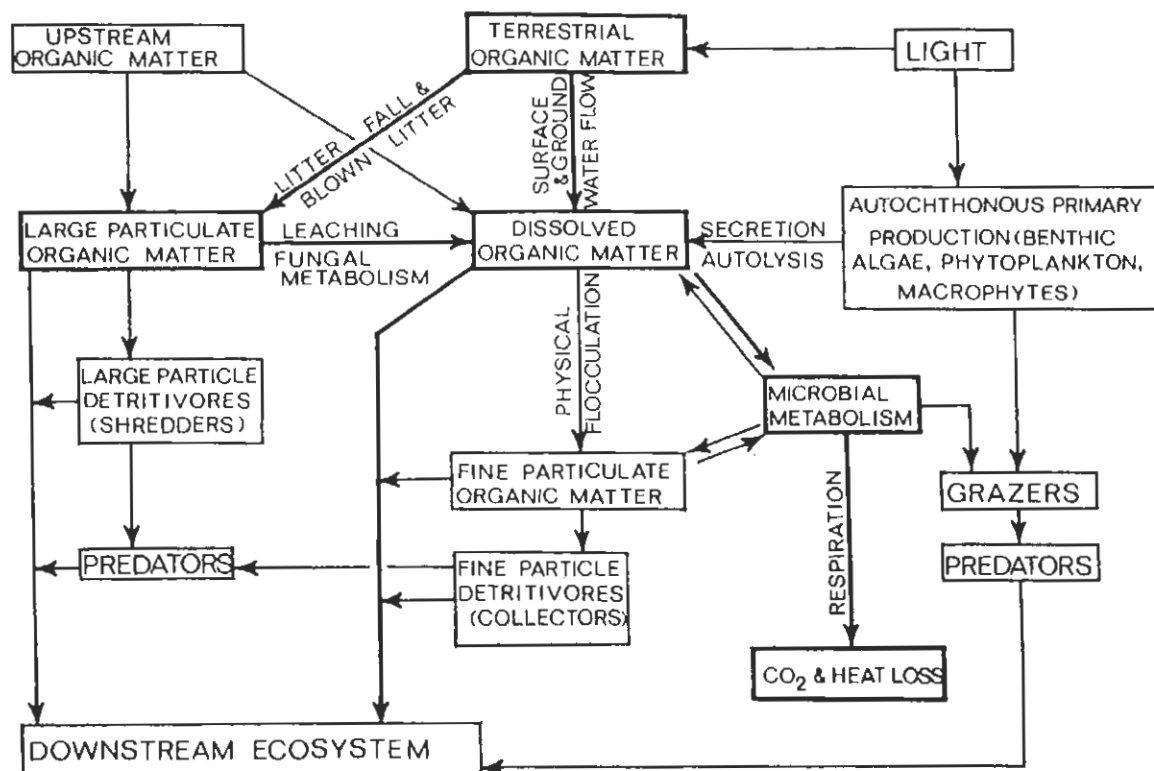 UPSTREAM
ORGANIC MATTER
TERRESTRIAL
ORGANIC MATTER
LIGHT
LITTER FALL &
BLOWN LITTER
SURFACE
& GROUND
WATER FLOW
LARGE PARTICULATE
ORGANIC MATTER
LEACHING
FUNGAL
METABOLISM
DISSOLVED
ORGANIC MATTER
SECRETION
AUTOLYSIS
AUTOCHTHONOUS PRIMARY
PRODUCTION (BENTHIC
ALGAE, PHYTOPLANKTON,
MACROPHYTES)
PHYSICAL
FLOCCULATION
LARGE PARTICLE
DETRITIVORES
(SHREDDERS)
MICROBIAL
METABOLISM
FINE PARTICULATE
ORGANIC MATTER
GRAZERS
RESPIRATION
PREDATORS
FINE PARTICLE
DETRITIVORES
(COLLECTORS)
PREDATORS
CO₂ & HEAT LOSS
DOWNSTREAM ECOSYSTEM